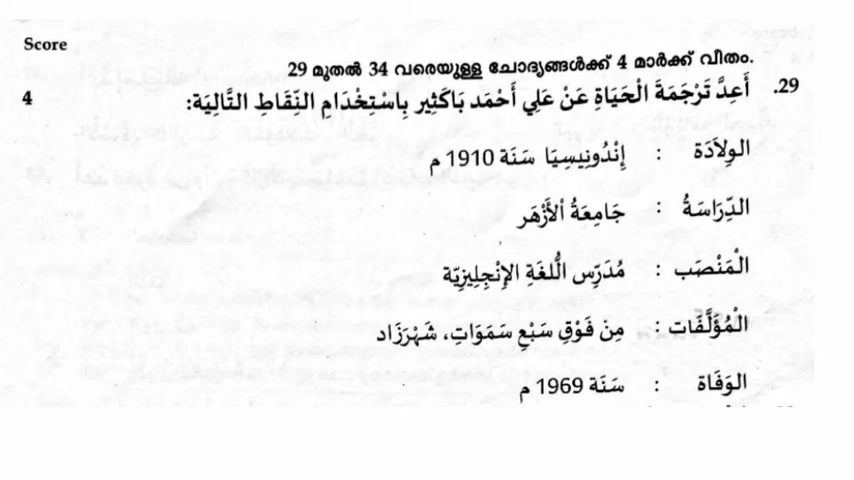 Score
29 മുതൽ 34 വരെയുള്ള ചോദ്യങ്ങൾക്ക് 4 മാർക്ക് വീതം.
29. أَعِدَّ تَرْجَمَةَ الْحَيَاةِ عَنْ عَلِي أَحْمَد بَاكَثِير بِاسْتِخْدَامِ النّقَاط التَّالِيَة: 4
الوِلاَدَة : إِنْدُونِيسِيَا سَنَة 1910 م
الدِّرَاسَةُ : جَامِعَةُ الأَزْهَر
الْمَنْصَب : مُدَرِّس اللُّغَةِ الإِنْجِلِيزِيّة
الْمُؤَلَّفَات : مِن فَوْقِ سَبْعِ سَمَوَاتٍ، شَهْرَزَاد
الوَفَاة : سَنَة 1969 م